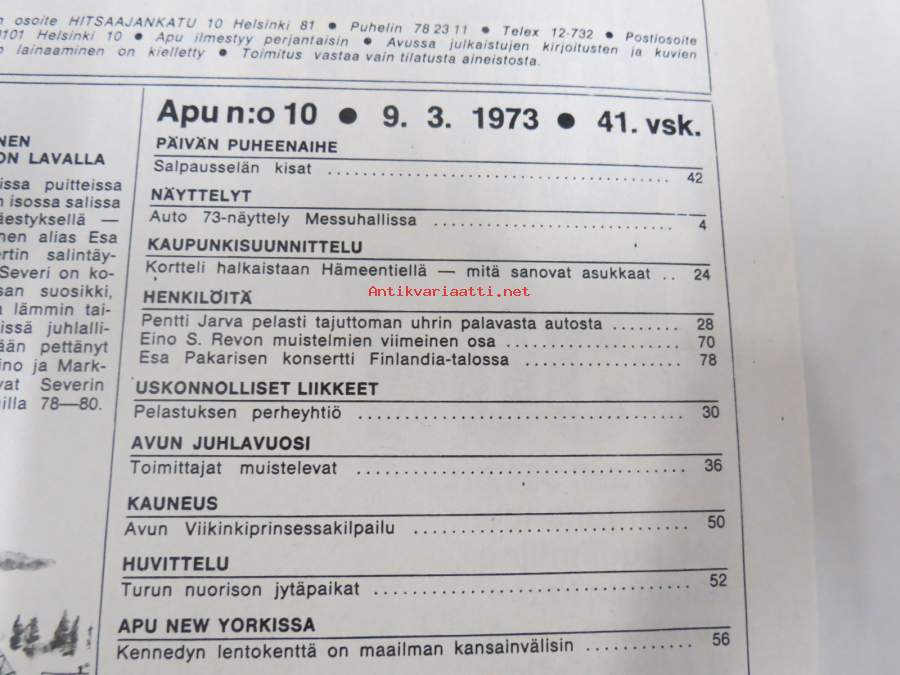 osoite HITSAAJANKATU 10 Helsinki 81 ● Puhelin 78 23 11 ● Telex 12-732 ● Postiosoite
Helsinki 10 ● Apu ilmestyy perjantaisin ● Avussa julkaistujen kirjoitusten ja kuvien
lainaaminen on kielletty ● Toimitus vastaa vain tilatusta aineistosta.
NEN
ON LAVALLA
issa puitteissa
isossa salissa
äestyksellä —
nen alias Esa
ertin salintäy-
Severi on ko-
san suosikki,
lämmin tai-
issä juhlalli-
ään pettänyt
ino ja Mark-
vat Severin
illa 78—80.
Apu n:o 10 ● 9. 3. 1973 ● 41. vsk.
PÄIVÄN PUHEENAIHE
Salpausselän kisat ........ 42
NÄYTTELYT
Auto 73-näyttely Messuhallissa ........ 4
KAUPUNKISUUNNITTELU
Kortteli halkaistaan Hämeentiellä — mitä sanovat asukkaat .. 24
Antikvariaatti.net
HENKILÖITÄ
Pentti Jarva pelasti tajuttoman uhrin palavasta autosta ........ 28
Eino S. Revon muistelmien viimeinen osa ........ 70
Esa Pakarisen konsertti Finlandia-talossa ........ 78
USKONNOLLISET LIIKKEET
Pelastuksen perheyhtiö ........ 30
AVUN JUHLAVUOSI
Toimittajat muistelevat ........ 36
KAUNEUS
Avun Viikinkiprinsessakilpailu ........ 50
HUVITTELU
Turun nuorison jytäpaikat ........ 52
APU NEW YORKISSA
Kennedyn lentokenttä on maailman kansainvälisin ........ 56